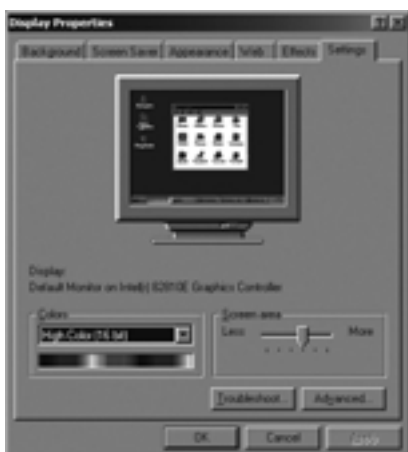 Display Properties
Background Screen Saver Appearance Web Effects Settings
Display:
Default Monitor on Intel(r) 82810E Graphics Controller
Colors
High Color (16 bit)
Screen area
Less More
Troubleshoot... Advanced...
OK Cancel Apply